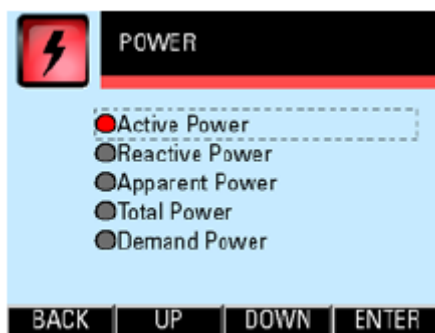 POWER
Active Power
Reactive Power
Apparent Power
Total Power
Demand Power
BACK UP DOWN ENTER